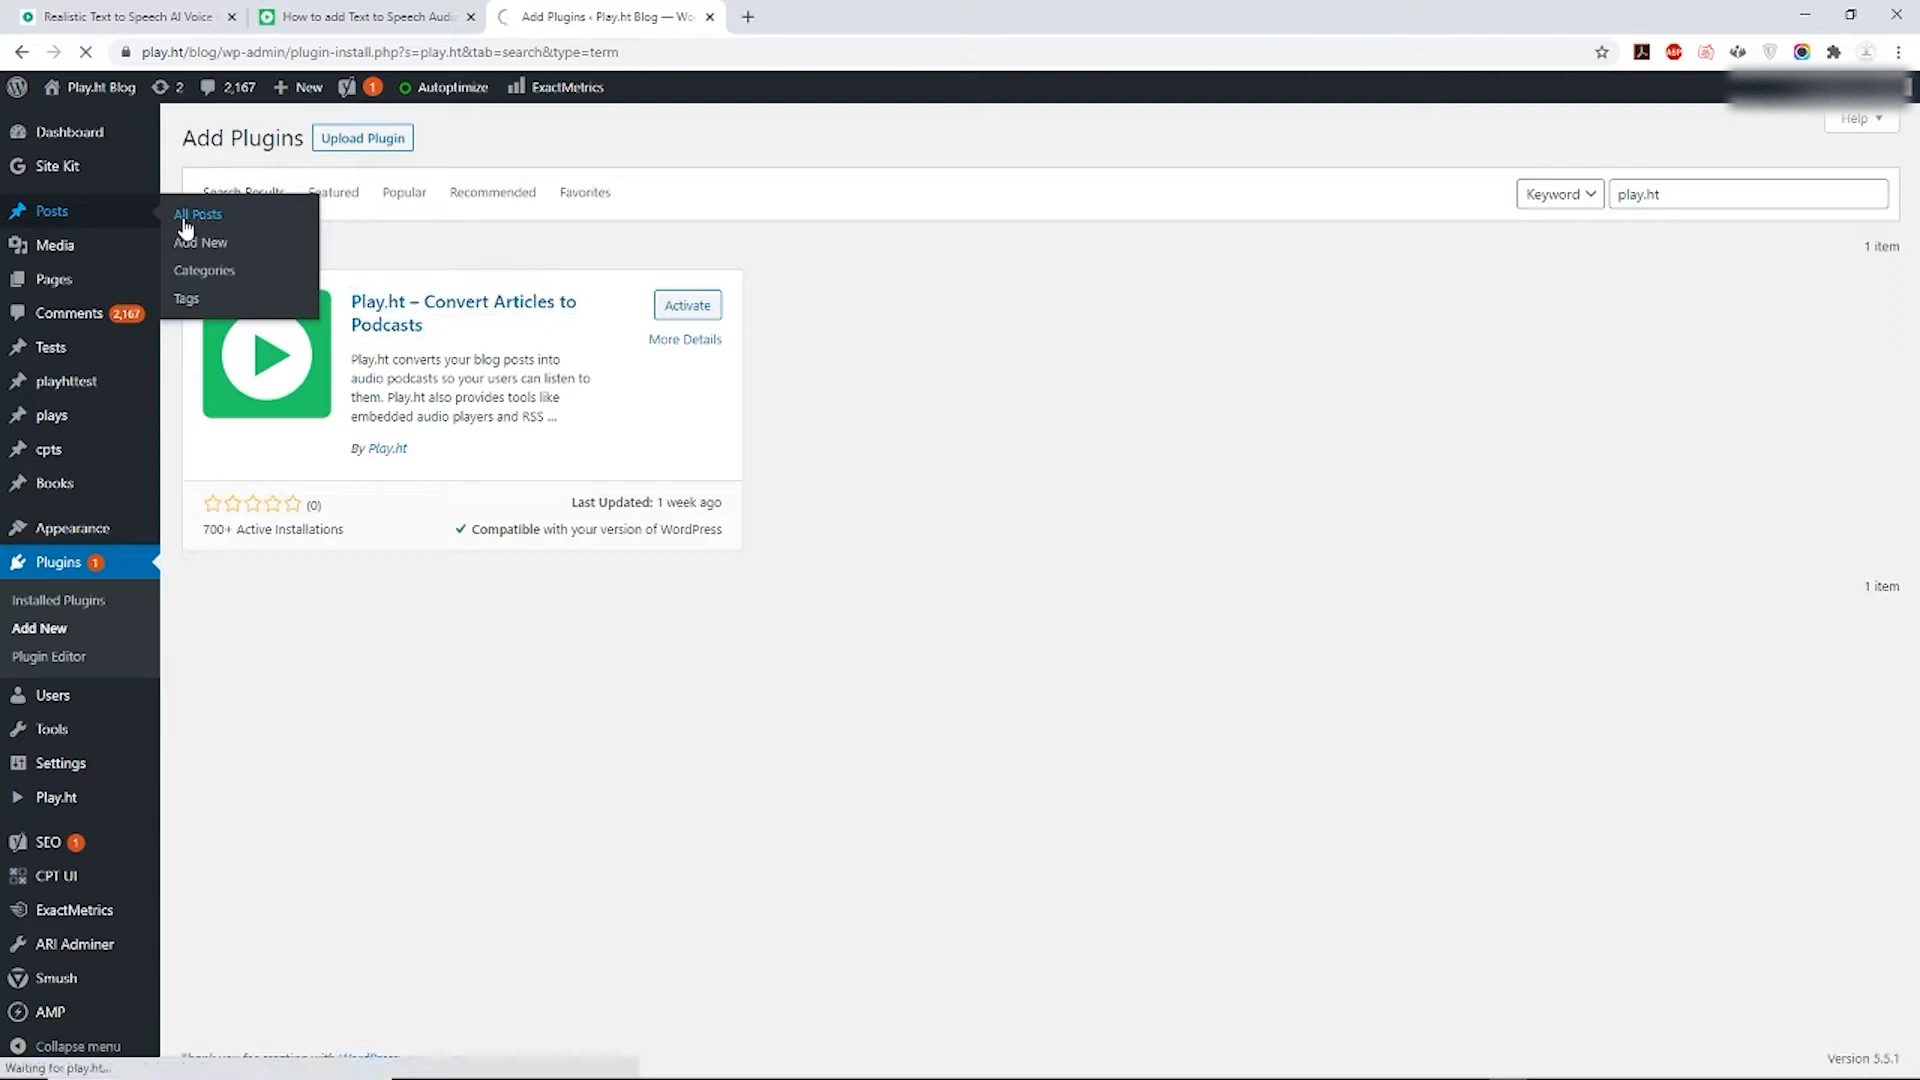 Realistic Text to Speech AI Voice
How to add Text to Speech Audi
Add Plugins ‹ Play.ht Blog — Wo
play.ht/blog/wp-admin/plugin-install.php?s=play.ht&tab=search&type=term
ABP
Play.ht Blog
2
2,167
New
1
Autoptimize
ExactMetrics
Help
Dashboard
Site Kit
Posts
Media
Pages
Comments 2,167
Tests
playhttest
plays
cpts
Books
Appearance
Plugins 1
Installed Plugins
Add New
Plugin Editor
Users
Tools
Settings
Play.ht
SEO 1
CPT UI
ExactMetrics
ARI Adminer
Smush
AMP
Collapse menu
All Posts
Add New
Categories
Tags
Add Plugins
Upload Plugin
Search Results
Featured
Popular
Recommended
Favorites
Keyword
play.ht
1 item
Play.ht – Convert Articles to
Podcasts
Activate
More Details
Play.ht converts your blog posts into
audio podcasts so your users can listen to
them. Play.ht also provides tools like
embedded audio players and RSS ...
By Play.ht
(0)
Last Updated: 1 week ago
700+ Active Installations
Compatible with your version of WordPress
1 item
Thank you for creating with WordPress
Version 5.5.1
Waiting for play.ht...